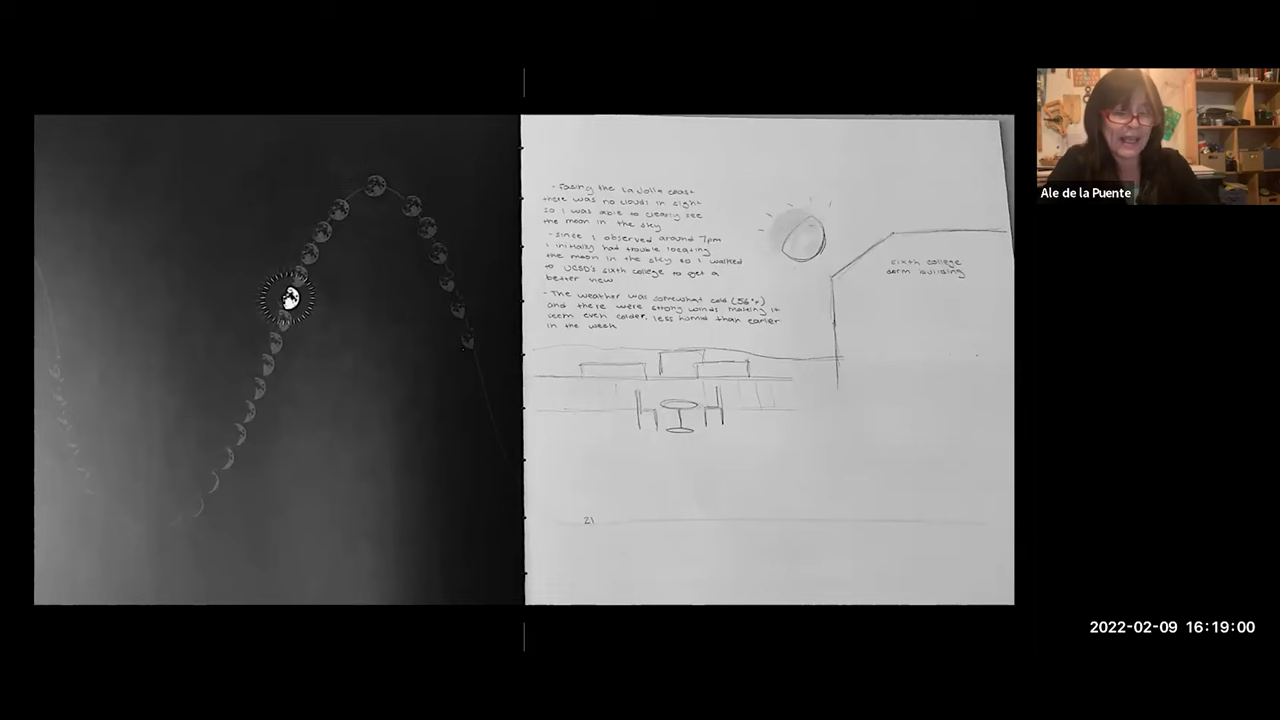 - facing the La Jolla coast
there was no clouds in sight
so I was able to clearly see
the moon in the sky
- since I observed around 7pm
I initially had trouble locating
the moon in the sky so I walked
to UCSD's sixth college to get a
better view
- The weather was somewhat cold (56°F)
and there were strong winds making it
seem even colder. less humid than earlier
in the week
sixth college
dorm building
21
Ale de la Puente
2022-02-09 16:19:00